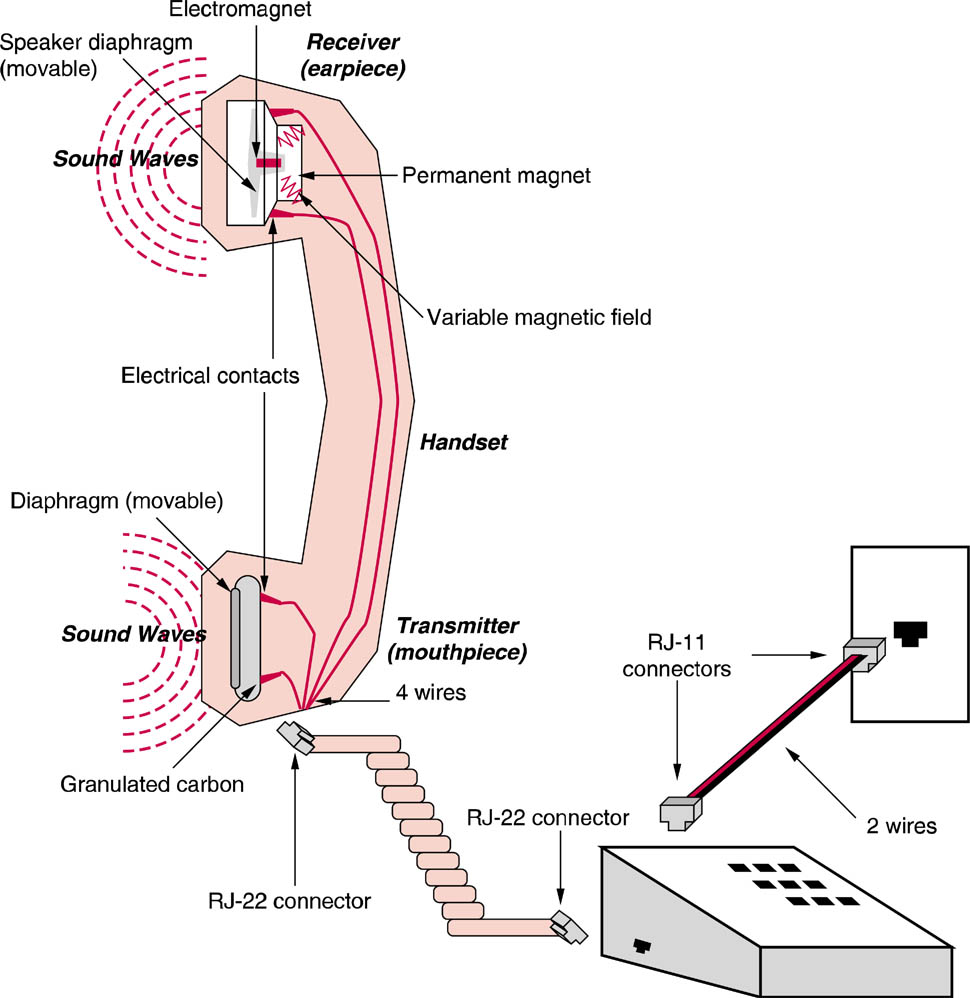 Electromagnet
Speaker diaphragm
(movable)
Receiver
(earpiece)
Sound Waves
Permanent magnet
Variable magnetic field
Electrical contacts
Handset
Diaphragm (movable)
Sound Waves
Transmitter
(mouthpiece)
RJ-11
connectors
4 wires
Granulated carbon
RJ-22 connector
2 wires
RJ-22 connector